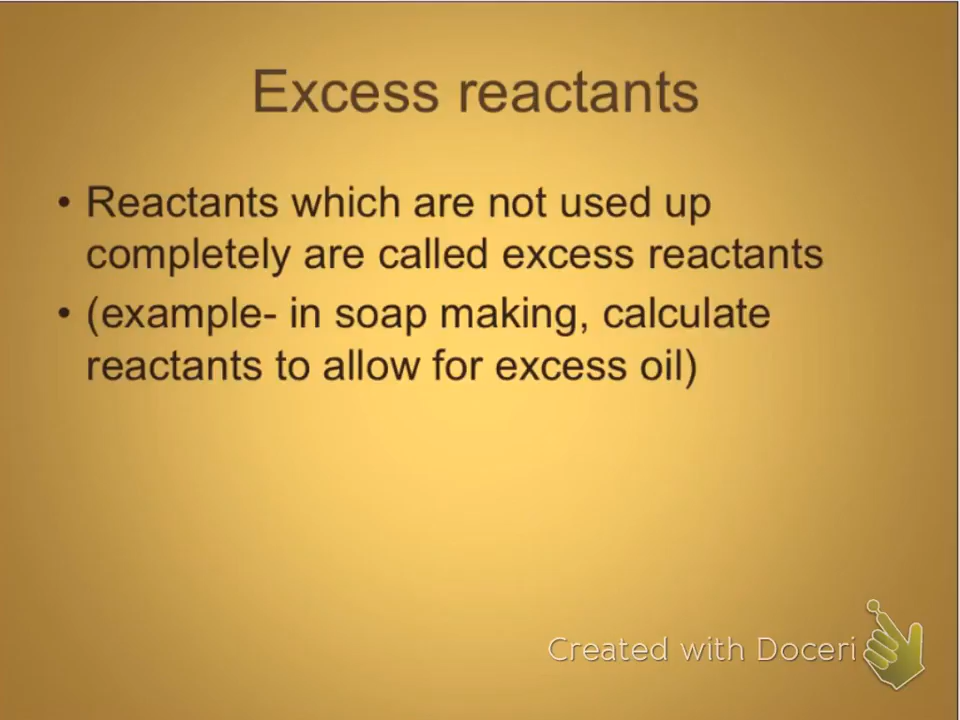 Excess reactants
• Reactants which are not used up
completely are called excess reactants
• (example- in soap making, calculate
reactants to allow for excess oil)
Created with Doceri